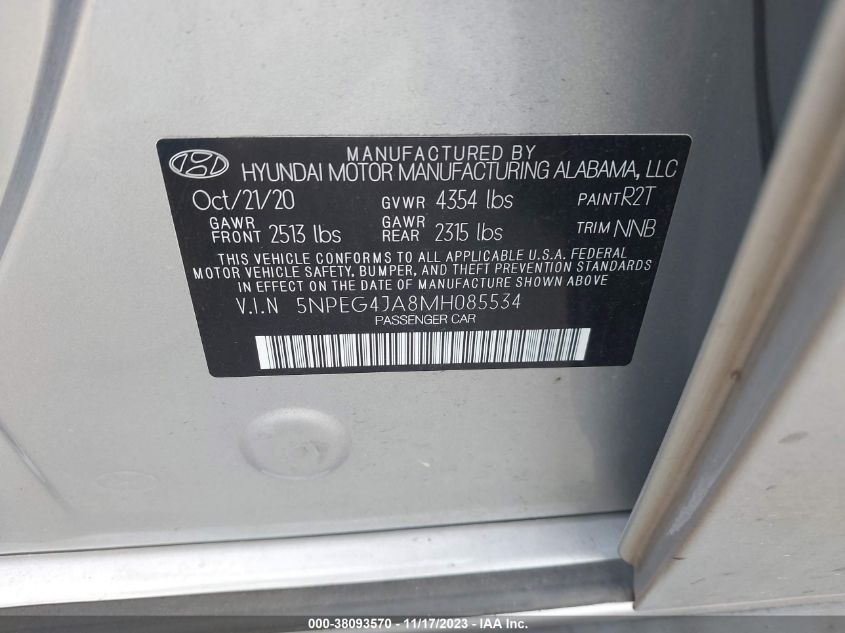 MANUFACTURED BY
HYUNDAI MOTOR MANUFACTURING ALABAMA, LLC
Oct/21/20 GVWR 4354 lbs PAINT R2T
GAWR FRONT 2513 lbs GAWR REAR 2315 lbs TRIM NNB
THIS VEHICLE CONFORMS TO ALL APPLICABLE U.S.A. FEDERAL
MOTOR VEHICLE SAFETY, BUMPER, AND THEFT PREVENTION STANDARDS
IN EFFECT ON THE DATE OF MANUFACTURE SHOWN ABOVE
V.I.N 5NPEG4JA8MH085534
PASSENGER CAR
000-38093570 - 11/17/2023 - IAA Inc.